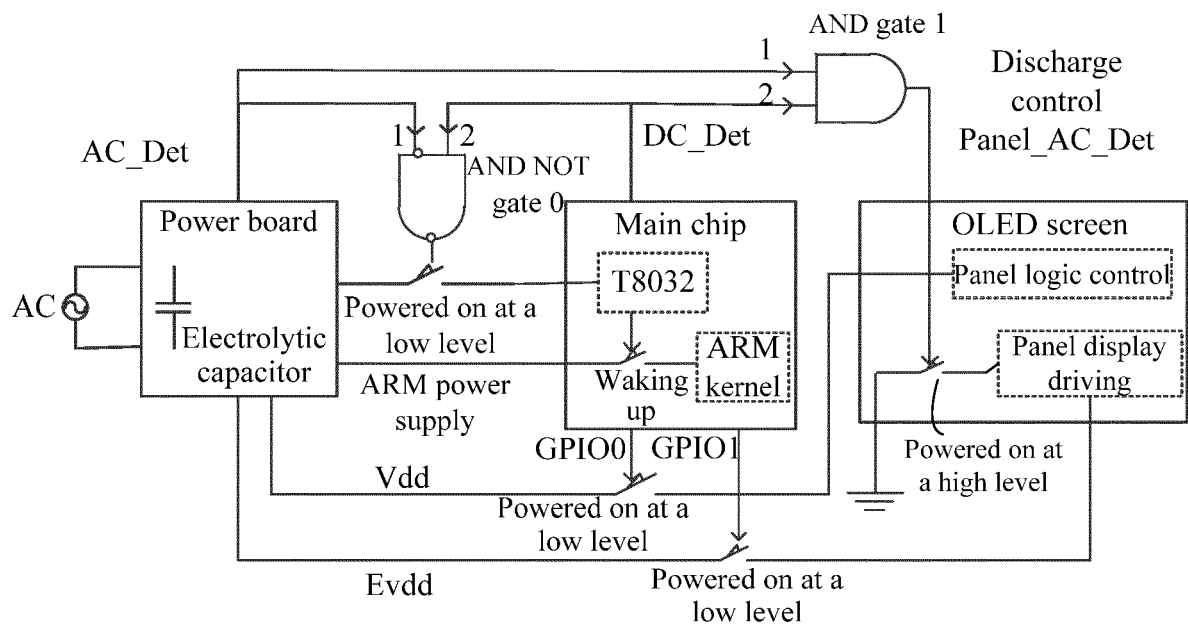 AND gate 1
1
2
Discharge
control
Panel_AC_Det
AC_Det
1
2
AND NOT
gate 0
DC_Det
Power board
Main chip
OLED screen
T8032
Panel logic control
AC
Electrolytic
capacitor
Powered on at a
low level
ARM power
supply
Waking
up
ARM
kernel
Panel display
driving
GPIO0
GPIO1
Powered on at
a high level
Vdd
Powered on at a
low level
Evdd
Powered on at a
low level